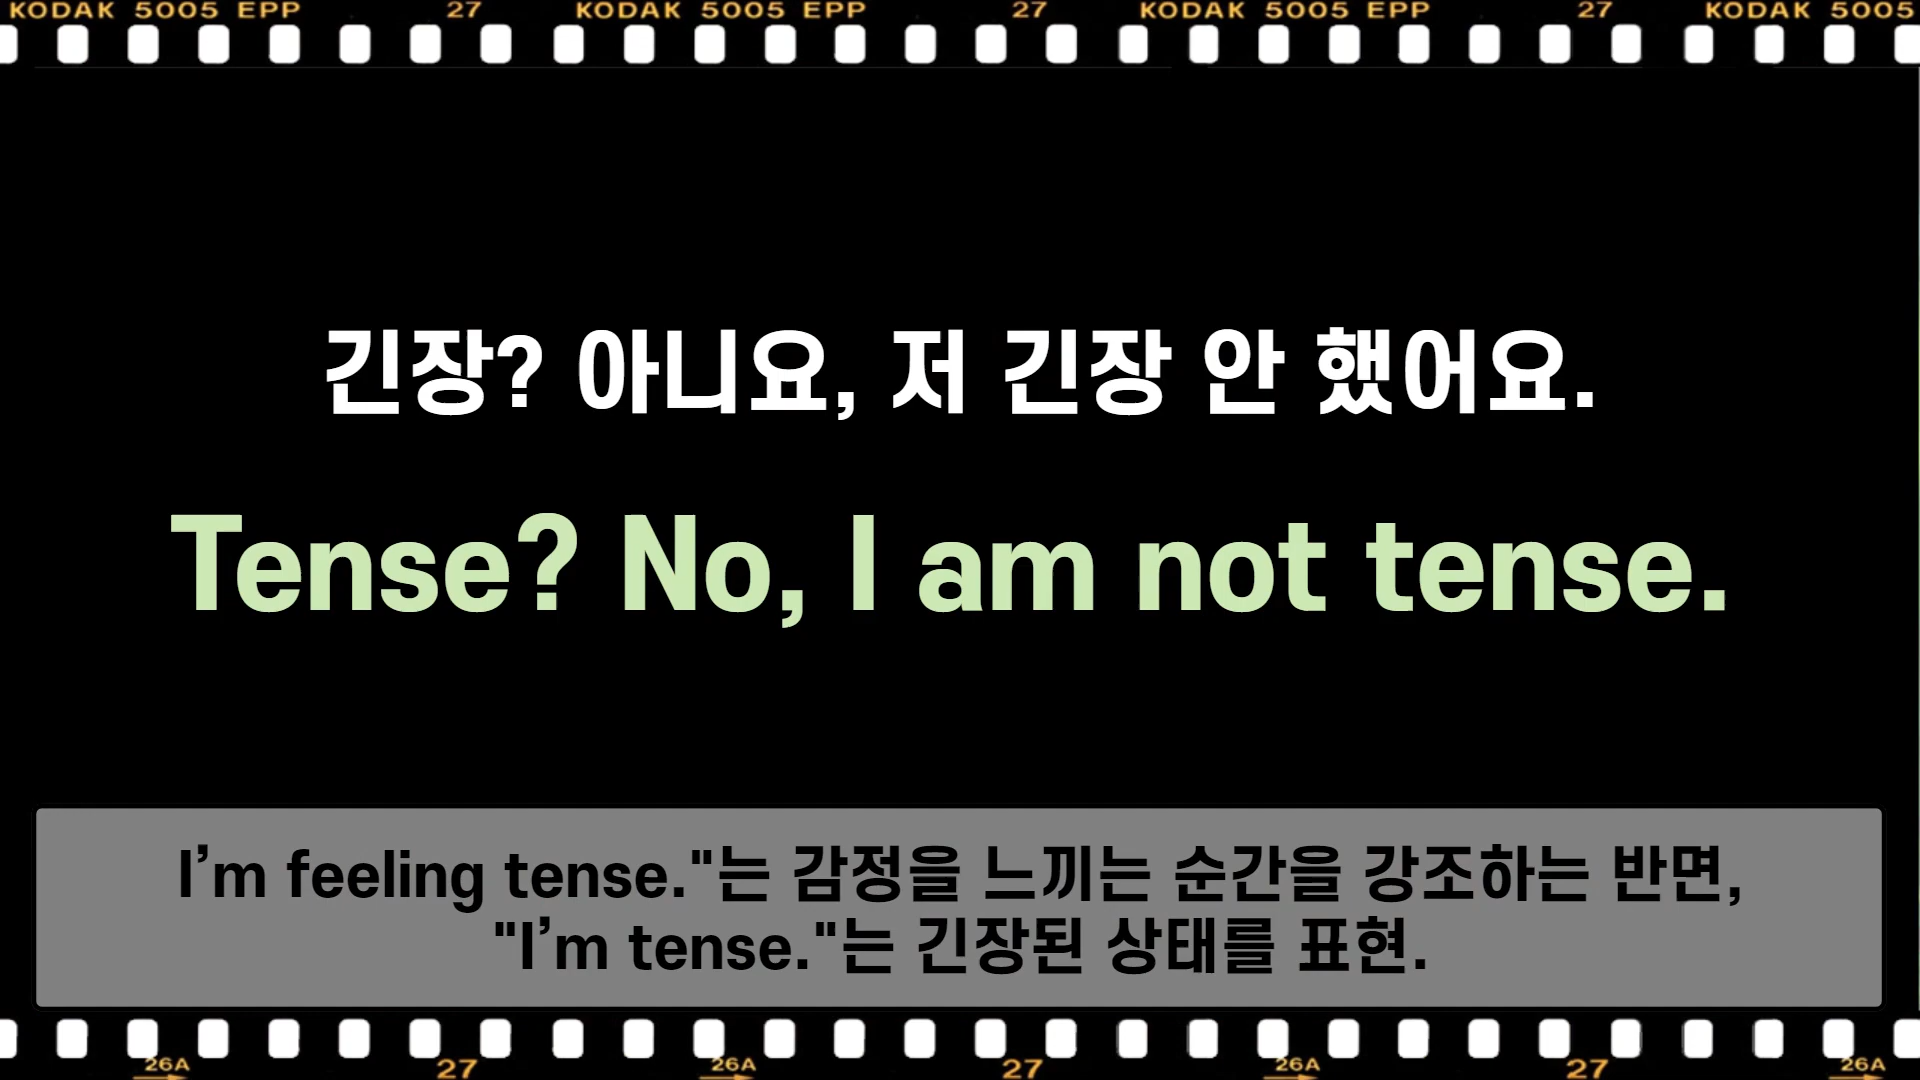 KODAK 5005 EPP 27 KODAK 5005 EPP 27 KODAK 5005 EPP 27 KODAK 5005
긴장? 아니요, 저 긴장 안 했어요.
Tense? No, I am not tense.
I’m feeling tense."는 감정을 느끼는 순간을 강조하는 반면,
"I’m tense."는 긴장된 상태를 표현.
26A 27 26A 27 26A 27 26A